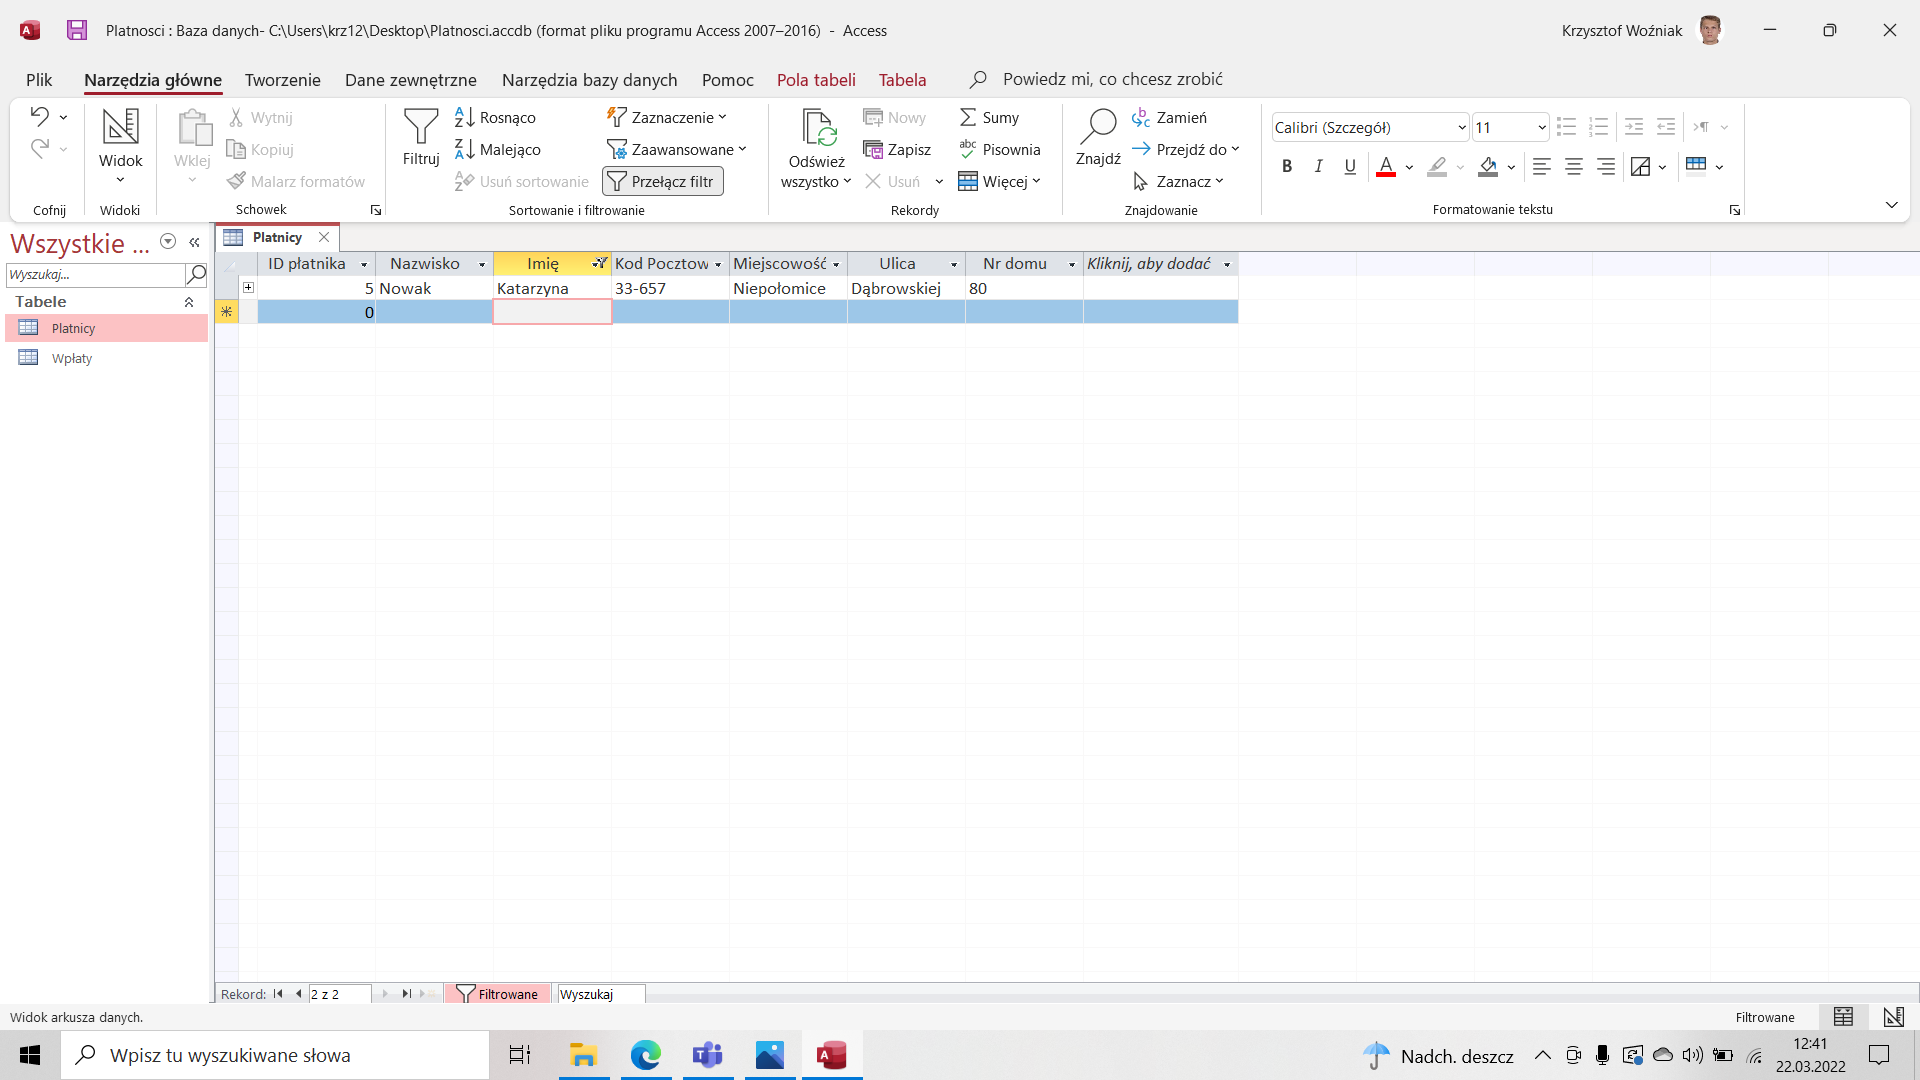 Platnosci : Baza danych- C:\Users\krz12\Desktop\Platnosci.accdb (format pliku programu Access 2007–2016) - Access
Krzysztof Woźniak
Plik Narzędzia główne Tworzenie Dane zewnętrzne Narzędzia bazy danych Pomoc Pola tabeli Tabela Powiedz mi, co chcesz zrobić
Cofnij
Widok
Widoki
Wklej
Wytnij
Kopiuj
Malarz formatów
Schowek
Filtruj
Rosnąco
Malejąco
Usuń sortowanie
Zaznaczenie
Zaawansowane
Przełącz filtr
Sortowanie i filtrowanie
Odśwież
wszystko
Nowy
Zapisz
Usuń
Sumy
Pisownia
Więcej
Rekordy
Znajdź
Zamień
Przejdź do
Zaznacz
Znajdowanie
Calibri (Szczegół) 11
B I U A
Formatowanie tekstu
Wszystkie ...
Wyszukaj...
Tabele
Płatnicy
Wpłaty
Płatnicy
ID płatnika Nazwisko Imię Kod Pocztow Miejscowość Ulica Nr domu Kliknij, aby dodać
5 Nowak Katarzyna 33-657 Niepołomice Dąbrowskiej 80
0
Rekord: 2 z 2 Filtrowane Wyszukaj
Widok arkusza danych.
Filtrowane
Wpisz tu wyszukiwane słowa
Nadch. deszcz
12:41
22.03.2022